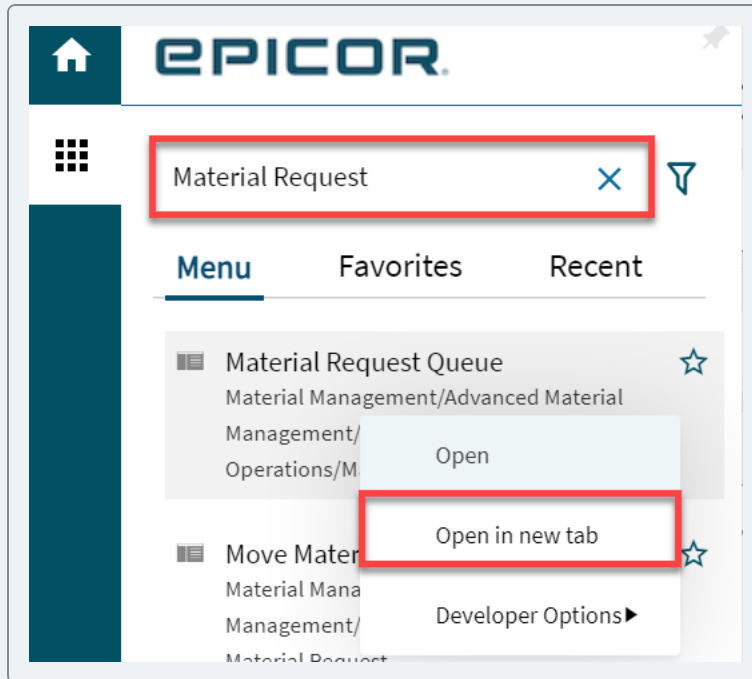 EPICOR.
Material Request
Menu Favorites Recent
Material Request Queue
Material Management/Advanced Material
Management/
Operations/M
Open
Open in new tab
Move Mater
Material Mana
Management/
Developer Options
Material Request